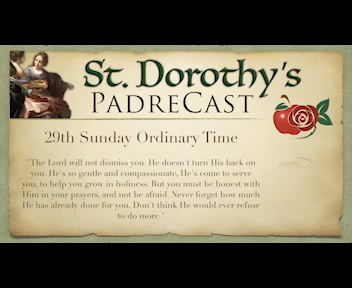 St. Dorothy's
PADRECAST
29th Sunday Ordinary Time
"The Lord will not dismiss you. He doesn't turn His back on
you. He's so gentle and compassionate, He's come to serve
you, to help you grow in holiness. But you must be honest with
Him in your prayers, and not be afraid. Never forget how much
He has already done for you. Don't think He would ever refuse
to do more."